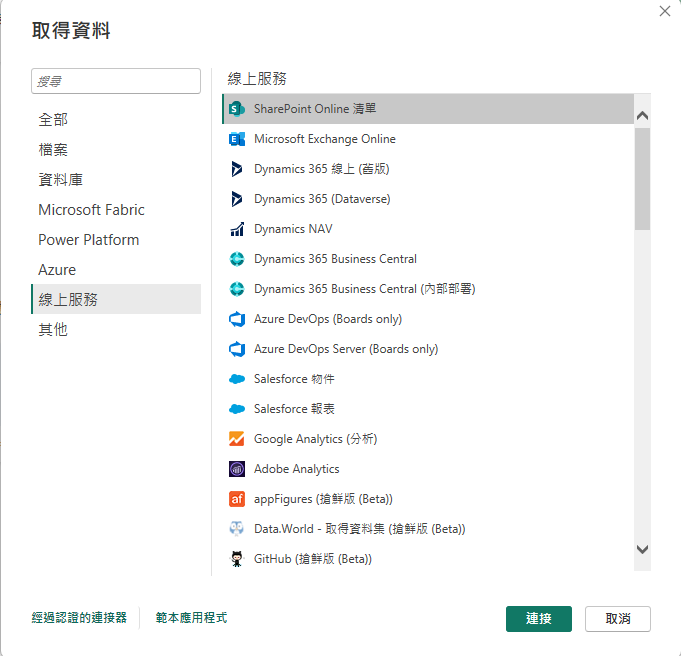 取得資料
搜尋
全部
檔案
資料庫
Microsoft Fabric
Power Platform
Azure
線上服務
其他
線上服務
SharePoint Online 清單
Microsoft Exchange Online
Dynamics 365 線上 (舊版)
Dynamics 365 (Dataverse)
Dynamics NAV
Dynamics 365 Business Central
Dynamics 365 Business Central (內部部署)
Azure DevOps (Boards only)
Azure DevOps Server (Boards only)
Salesforce 物件
Salesforce 報表
Google Analytics (分析)
Adobe Analytics
appFigures (搶鮮版 (Beta))
Data.World - 取得資料集 (搶鮮版 (Beta))
GitHub (搶鮮版 (Beta))
經過認證的連接器
範本應用程式
連接
取消